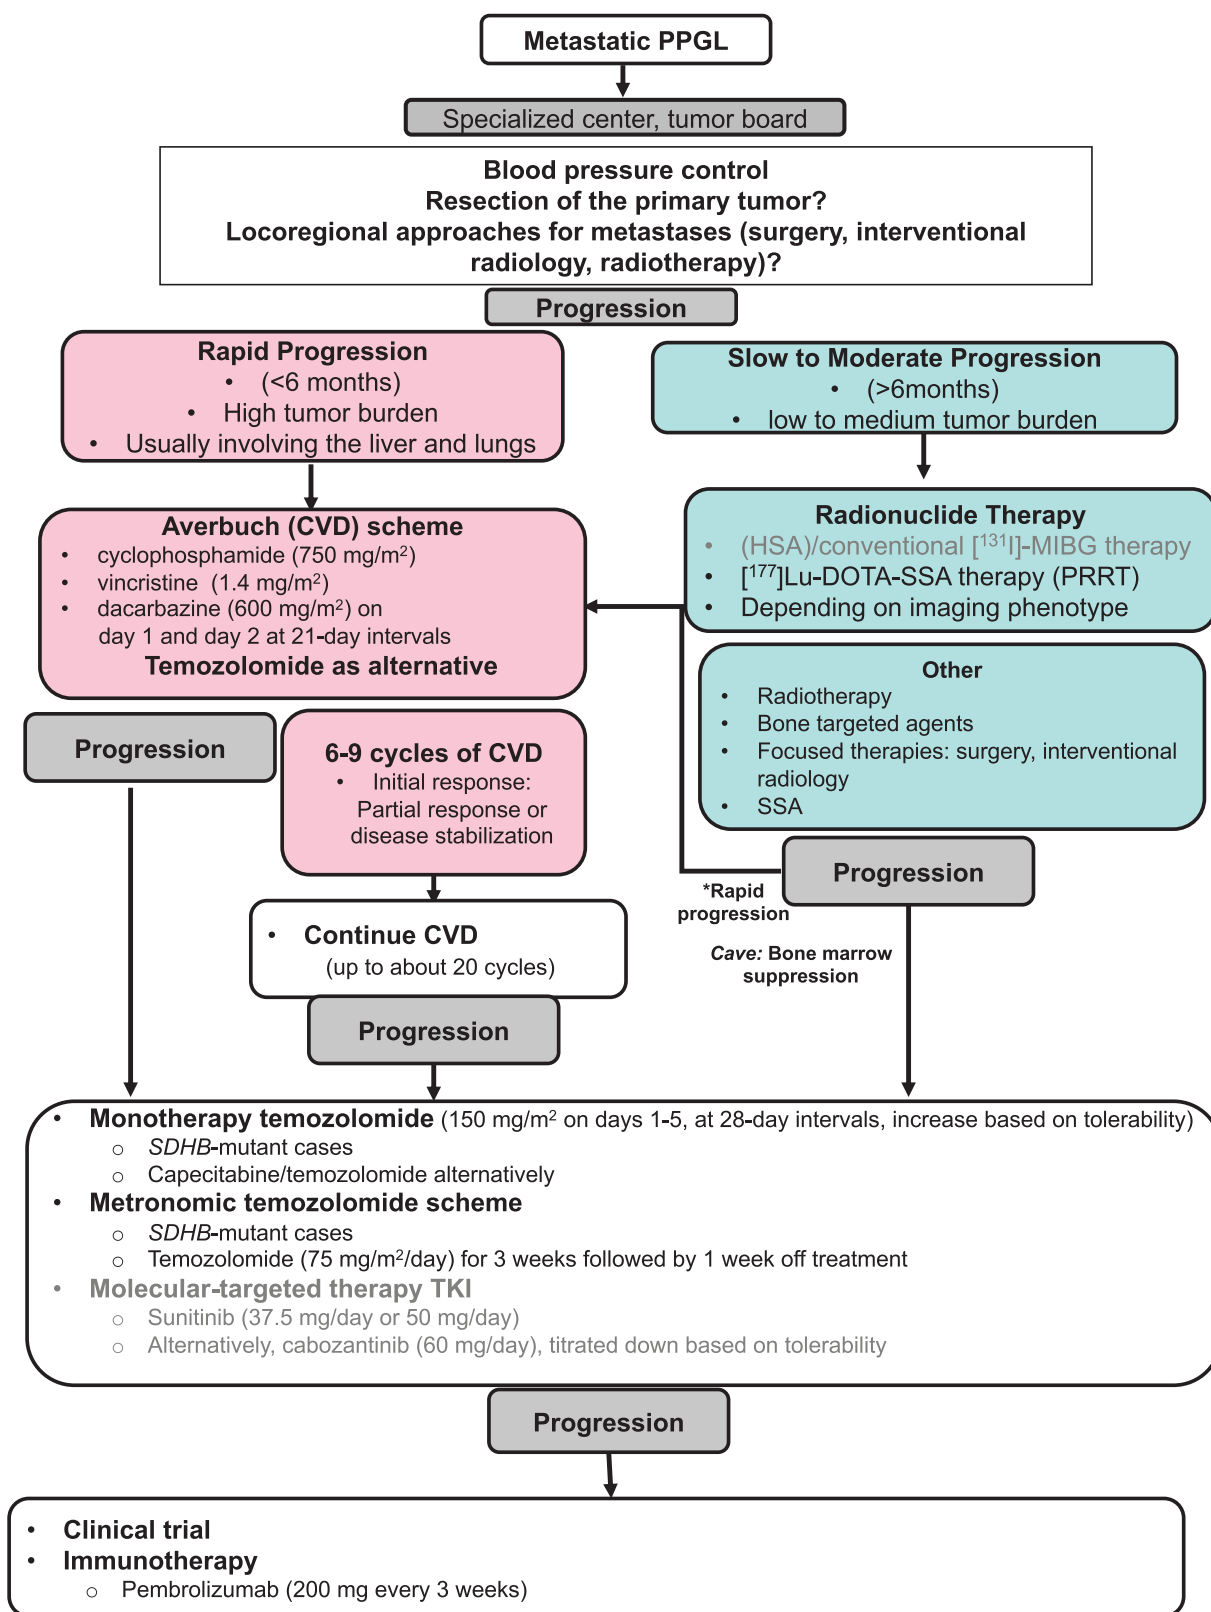 Metastatic PPGL
Specialized center, tumor board
Blood pressure control
Resection of the primary tumor?
Locoregional approaches for metastases (surgery, interventional
radiology, radiotherapy)?
Progression
Rapid Progression
• (<6 months)
• High tumor burden
• Usually involving the liver and lungs
Slow to Moderate Progression
• (>6months)
• low to medium tumor burden
Averbuch (CVD) scheme
• cyclophosphamide (750 mg/m²)
• vincristine (1.4 mg/m²)
• dacarbazine (600 mg/m²) on
day 1 and day 2 at 21-day intervals
Temozolomide as alternative
Radionuclide Therapy
• (HSA)/conventional [¹³¹I]-MIBG therapy
• [¹⁷⁷]Lu-DOTA-SSA therapy (PRRT)
• Depending on imaging phenotype
Other
• Radiotherapy
• Bone targeted agents
• Focused therapies: surgery, interventional
radiology
• SSA
Progression
6-9 cycles of CVD
• Initial response:
Partial response or
disease stabilization
Progression
*Rapid
progression
Cave: Bone marrow
suppression
• Continue CVD
(up to about 20 cycles)
Progression
• Monotherapy temozolomide (150 mg/m² on days 1-5, at 28-day intervals, increase based on tolerability)
o SDHB-mutant cases
o Capecitabine/temozolomide alternatively
• Metronomic temozolomide scheme
o SDHB-mutant cases
o Temozolomide (75 mg/m²/day) for 3 weeks followed by 1 week off treatment
• Molecular-targeted therapy TKI
o Sunitinib (37.5 mg/day or 50 mg/day)
o Alternatively, cabozantinib (60 mg/day), titrated down based on tolerability
Progression
• Clinical trial
• Immunotherapy
o Pembrolizumab (200 mg every 3 weeks)